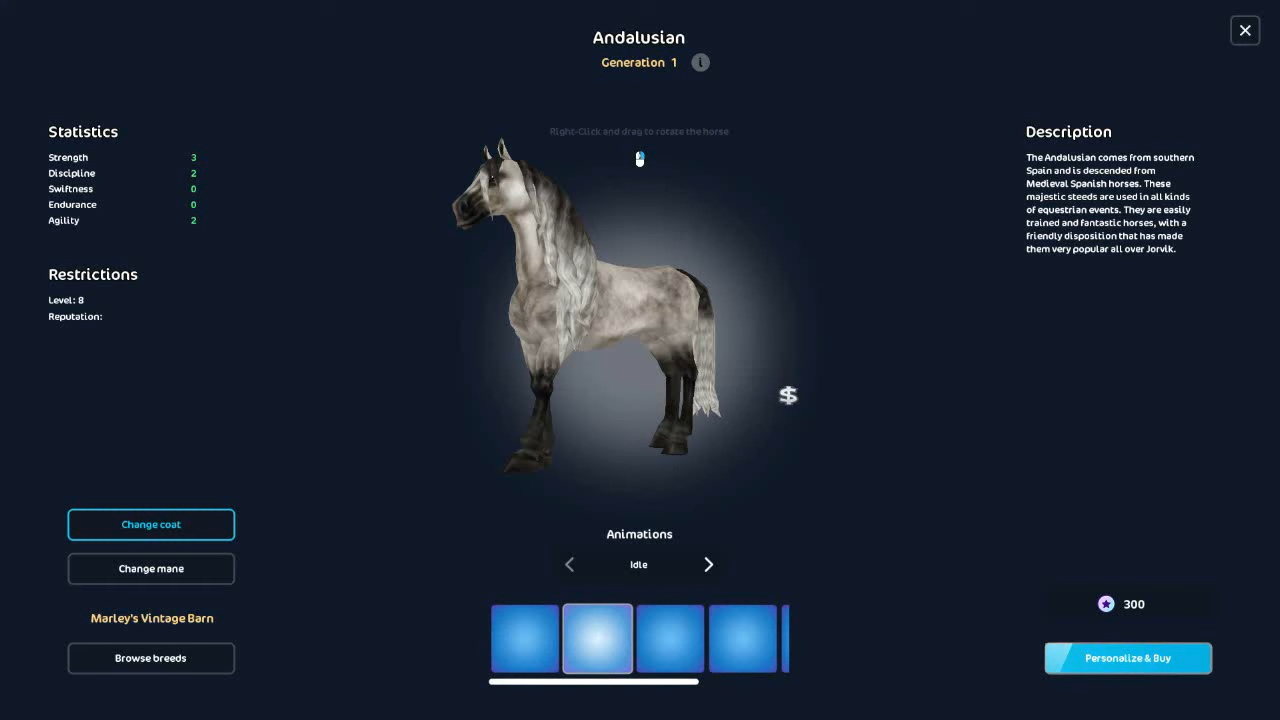 Andalusian
Generation 1
i
Right-Click and drag to rotate the horse
Statistics
Strength 3
Discipline 2
Swiftness 0
Endurance 0
Agility 2
Restrictions
Level: 8
Reputation:
Description
The Andalusian comes from southern
Spain and is descended from
Medieval Spanish horses. These
majestic steeds are used in all kinds
of equestrian events. They are easily
trained and fantastic horses, with a
friendly disposition that has made
them very popular all over Jorvik.
$
Change coat
Change mane
Marley's Vintage Barn
Browse breeds
Animations
Idle
300
Personalize & Buy